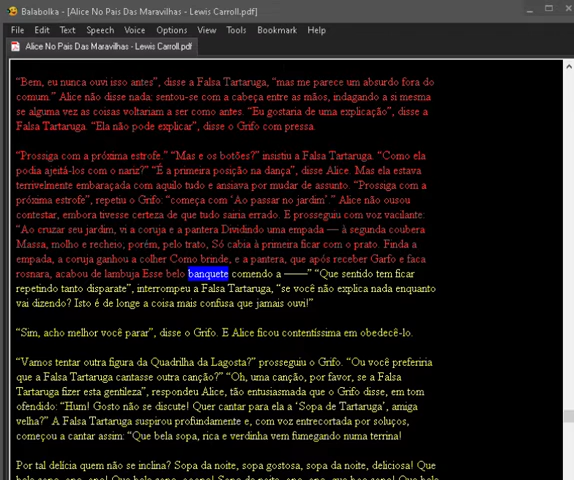 Balabolka - [Alice No Pais Das Maravilhas - Lewis Carroll.pdf]
File Edit Text Speech Voice Options View Tools Bookmark Help
Alice No Pais Das Maravilhas - Lewis Carroll.pdf
“Bem, eu nunca ouvi isso antes”, disse a Falsa Tartaruga, “mas me parece um absurdo fora do
comum.” Alice não disse nada: sentou-se com a cabeça entre as mãos, indagando a si mesma
se alguma vez as coisas voltariam a ser como antes. “Eu gostaria de uma explicação”, disse a
Falsa Tartaruga. “Ela não pode explicar”, disse o Grifo com pressa.
“Prossiga com a próxima estrofe.” “Mas e os botões?” insistiu a Falsa Tartaruga. “Como ela
podia ajeitá-los com o nariz?” “É a primeira posição na dança”, disse Alice. Mas ela estava
terrivelmente embaraçada com aquilo tudo e ansiava por mudar de assunto. “Prossiga com a
próxima estrofe”, repetiu o Grifo. “começa com ‘Ao passar no jardim’.” Alice não ousou
contestar, embora tivesse certeza de que tudo sairia errado. E prosseguiu com voz vacilante:
“Ao cruzar seu jardim, vi a coruja e a pantera Dividindo uma empada — à segunda coubera
Massa, molho e recheio; porém, pelo trato, Só cabia à primeira ficar com o prato. Finda a
empada, a coruja ganhou a colher Como brinde, e a pantera, que após receber Garfo e faca
rosnara, acabou de lambuja Esse belo banquete comendo a ——” “Que sentido tem ficar
repetindo tanto disparate”, interrompeu a Falsa Tartaruga, “se você não explica nada enquanto
vai dizendo? Isto é de longe a coisa mais confusa que jamais ouvi!”
“Sim, acho melhor você parar”, disse o Grifo. E Alice ficou contentíssima em obedecê-lo.
“Vamos tentar outra figura da Quadrilha da Lagosta?” prosseguiu o Grifo. “Ou você preferiria
que a Falsa Tartaruga cantasse outra canção?” “Oh, uma canção, por favor, se a Falsa
Tartaruga fizer esta gentileza”, respondeu Alice, tão entusiasmada que o Grifo disse, em tom
ofendido: “Hum! Gosto não se discute! Quer cantar para ela a ‘Sopa de Tartaruga’, amiga
velha?” A Falsa Tartaruga suspirou profundamente e, com voz entrecortada por soluços,
começou a cantar assim: “Que bela sopa, rica e verdinha vem fumegando numa terrina!
Por tal delícia quem não se inclina? Sopa da noite, sopa gostosa, sopa da noite, deliciosa! Que